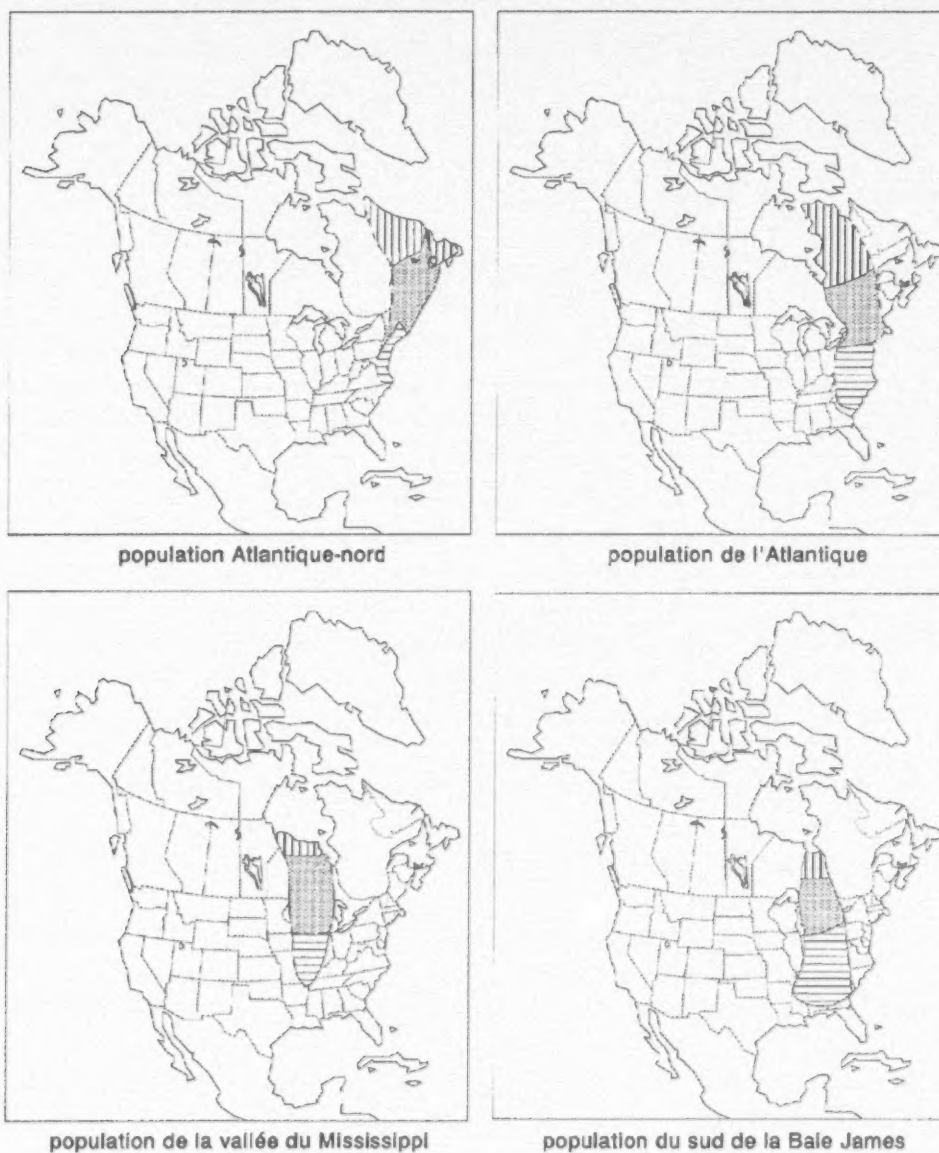 population Atlantique-nord
population de l'Atlantique
population de la vallée du Mississippi
population du sud de la Baie James